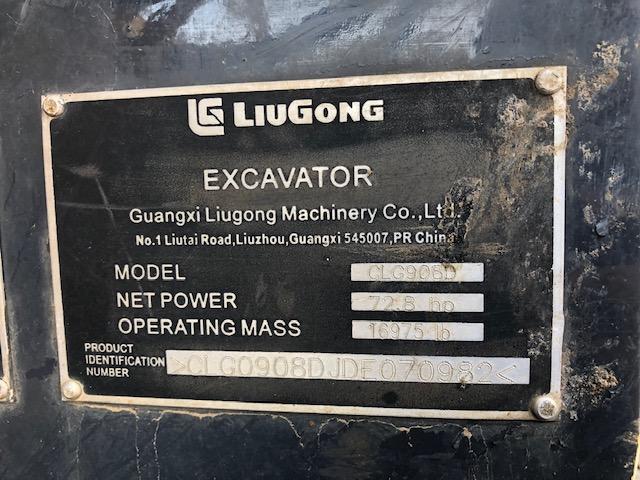 LG LIUGONG
EXCAVATOR
Guangxi Liugong Machinery Co.,Ltd.
No.1 Liutai Road,Liuzhou,Guangxi 545007,PR China
MODEL CLG908D
NET POWER 72.8 hp
OPERATING MASS 16975 lb
PRODUCT
IDENTIFICATION >CLG0908DJDE070982<
NUMBER